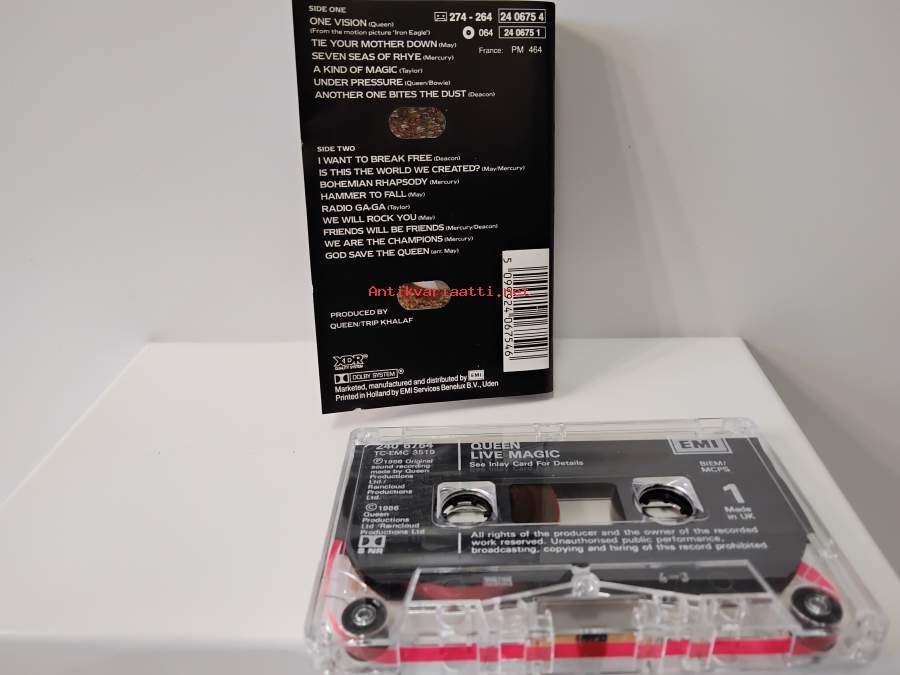 SIDE ONE
ONE VISION (Queen)
(From the motion picture 'Iron Eagle')
TIE YOUR MOTHER DOWN (May)
SEVEN SEAS OF RHYE (Mercury)
A KIND OF MAGIC (Taylor)
UNDER PRESSURE (Queen/Bowie)
ANOTHER ONE BITES THE DUST (Deacon)
274 - 264 24 0675 4
064 24 0675 1
France: PM 464
SIDE TWO
I WANT TO BREAK FREE (Deacon)
IS THIS THE WORLD WE CREATED? (May/Mercury)
BOHEMIAN RHAPSODY (Mercury)
HAMMER TO FALL (May)
RADIO GA-GA (Taylor)
WE WILL ROCK YOU (May)
FRIENDS WILL BE FRIENDS (Mercury/Deacon)
WE ARE THE CHAMPIONS (Mercury)
GOD SAVE THE QUEEN (arr. May)
Antikvariaatti.net
PRODUCED BY
QUEEN/TRIP KHALAF
5 099924 067546
XDR®
DOLBY SYSTEM®
Marketed, manufactured and distributed by EMI
Printed in Holland by EMI Services Benelux B.V., Uden
240 6754
TC-EMC 3519
℗1986 Original
sound recording
made by Queen
Productions
Ltd./
Raincloud
Productions
Ltd.
©1986
Queen
Productions
Ltd/Raincloud
Productions Ltd
B NR
QUEEN
LIVE MAGIC
See Inlay Card For Details
EMI
BIEM/
MCPS
1
Made
in UK
All rights of the producer and the owner of the recorded
work reserved. Unauthorised public performance,
broadcasting, copying and hiring of this record prohibited